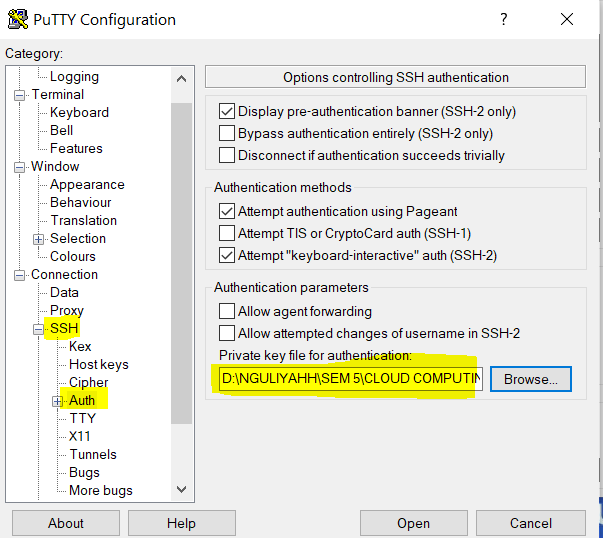 PuTTY Configuration
?
Category:
Logging
Terminal
Keyboard
Bell
Features
Window
Appearance
Behaviour
Translation
Selection
Colours
Connection
Data
Proxy
SSH
Kex
Host keys
Cipher
Auth
TTY
X11
Tunnels
Bugs
More bugs
Options controlling SSH authentication
Display pre-authentication banner (SSH-2 only)
Bypass authentication entirely (SSH-2 only)
Disconnect if authentication succeeds trivially
Authentication methods
Attempt authentication using Pageant
Attempt TIS or CryptoCard auth (SSH-1)
Attempt "keyboard-interactive" auth (SSH-2)
Authentication parameters
Allow agent forwarding
Allow attempted changes of username in SSH-2
Private key file for authentication:
D:\NGULIYAHH\SEM 5\CLOUD COMPUTIN Browse...
About Help Open Cancel